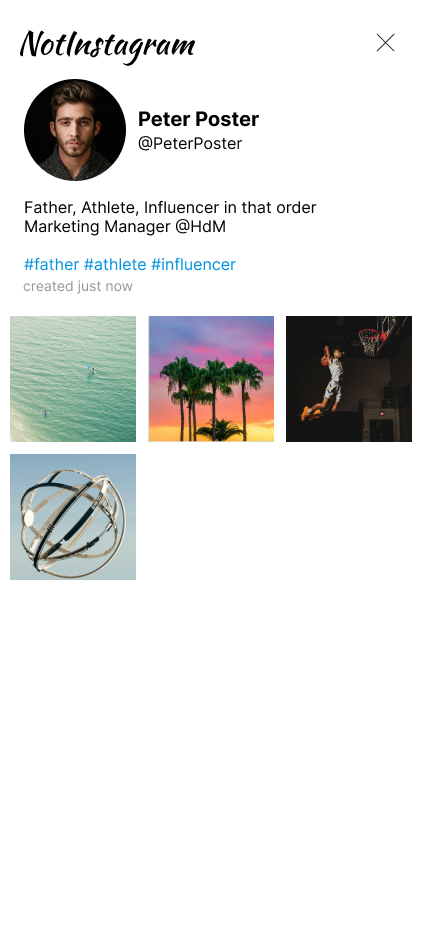 NotInstagram
Peter Poster
@PeterPoster
Father, Athlete, Influencer in that order
Marketing Manager @HdM
#father #athlete #influencer
created just now